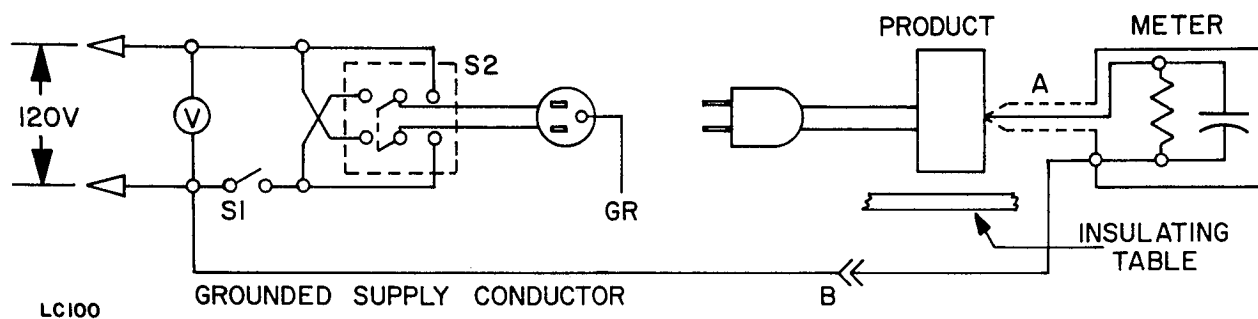 PRODUCT
METER
S2
A
120V
V
S1
GR
INSULATING
TABLE
GROUNDED SUPPLY CONDUCTOR
B
LC100